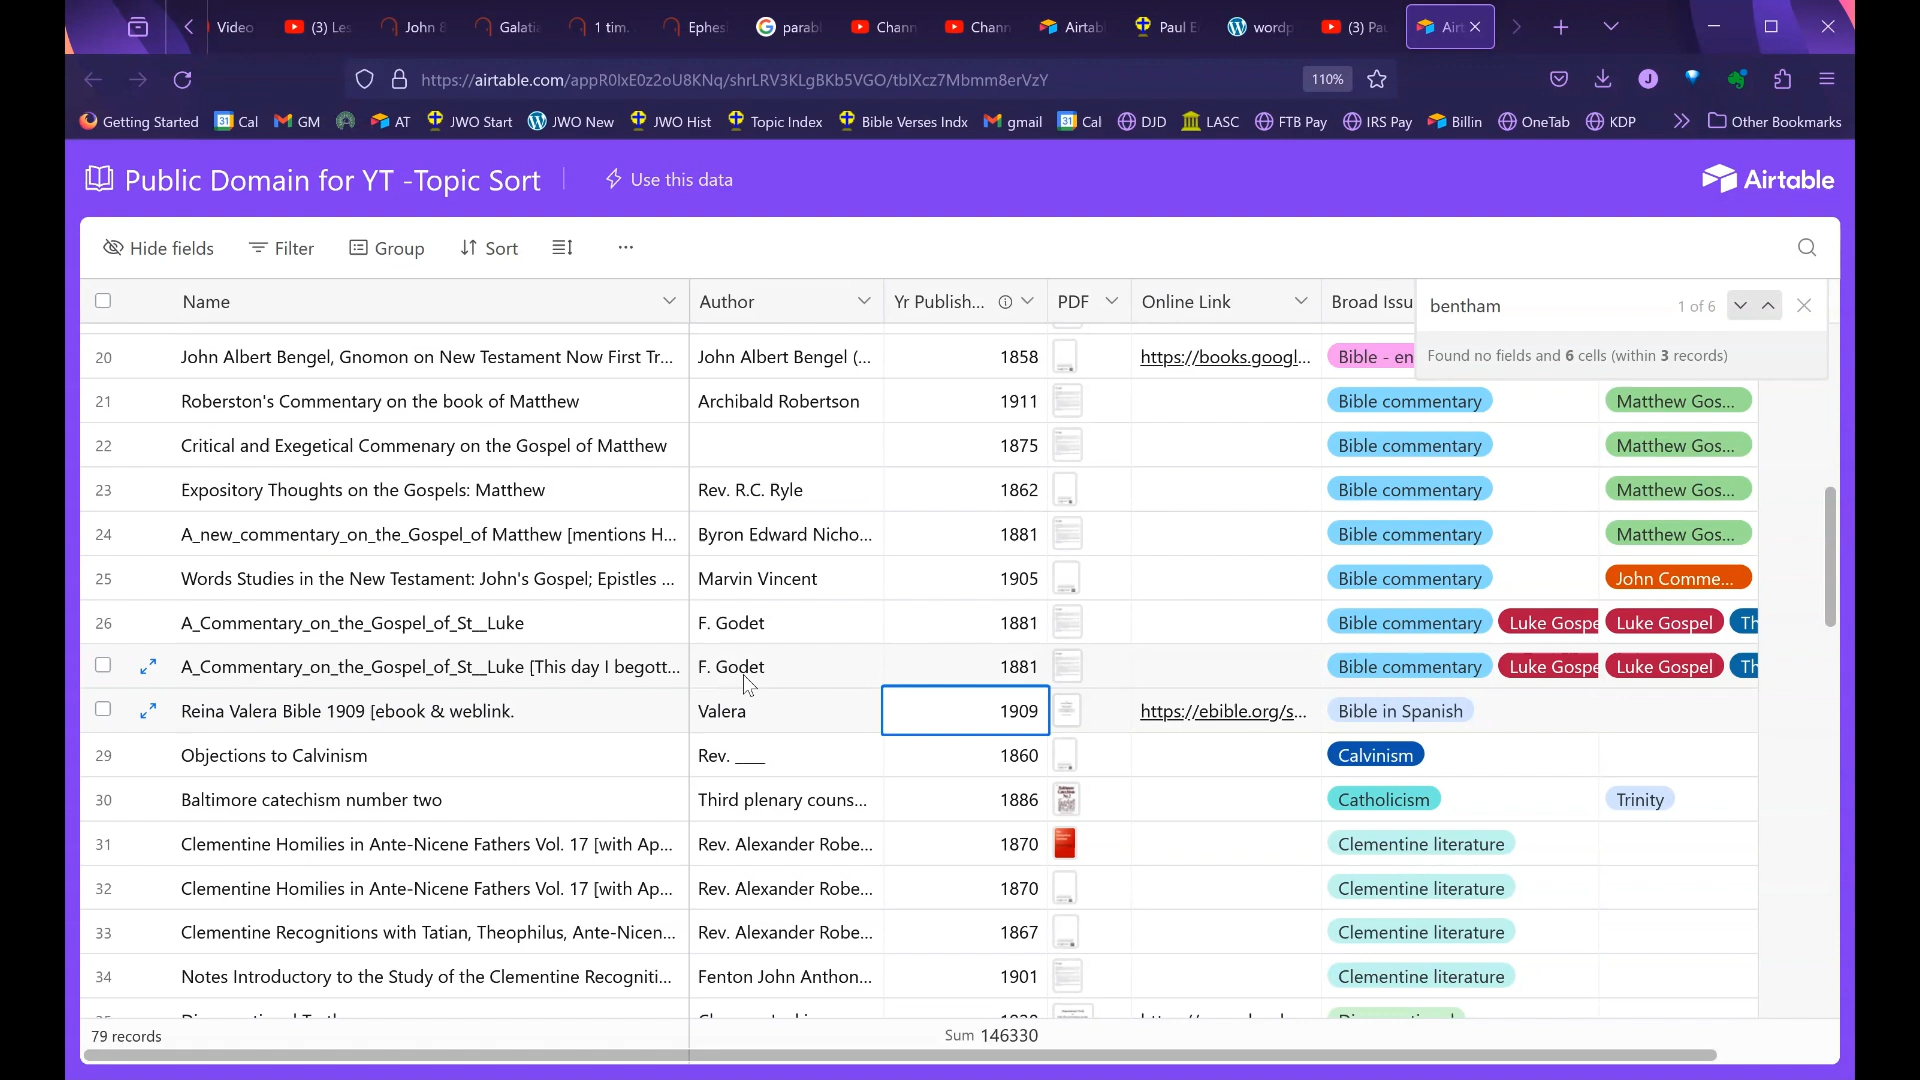 Video
(3) Les
John 8
Galati
1 tim.
Ephes
parabl
Chann
Chann
Airtab
Paul E
wordp
(3) Pau
Airt
https://airtable.com/appR0lxE0z2oU8KNq/shrLRV3KLgBKb5VGO/tblXcz7Mbmm8erVzY
110%
Getting Started
Cal
GM
AT
JWO Start
JWO New
JWO Hist
Topic Index
Bible Verses Indx
gmail
Cal
DJD
LASC
FTB Pay
IRS Pay
Billin
OneTab
KDP
Other Bookmarks
Public Domain for YT -Topic Sort
Use this data
Airtable
Hide fields
Filter
Group
Sort
Name
Author
Yr Publish...
PDF
Online Link
Broad Issu
bentham
1 of 6
Found no fields and 6 cells (within 3 records)
20 John Albert Bengel, Gnomon on New Testament Now First Tr... John Albert Bengel (... 1858 https://books.googl... Bible - en
21 Roberston's Commentary on the book of Matthew Archibald Robertson 1911 Bible commentary Matthew Gos...
22 Critical and Exegetical Commenary on the Gospel of Matthew 1875 Bible commentary Matthew Gos...
23 Expository Thoughts on the Gospels: Matthew Rev. R.C. Ryle 1862 Bible commentary Matthew Gos...
24 A_new_commentary_on_the_Gospel_of Matthew [mentions H... Byron Edward Nicho... 1881 Bible commentary Matthew Gos...
25 Words Studies in the New Testament: John's Gospel; Epistles ... Marvin Vincent 1905 Bible commentary John Comme...
26 A_Commentary_on_the_Gospel_of_St__Luke F. Godet 1881 Bible commentary Luke Gospe Luke Gospel Th
A_Commentary_on_the_Gospel_of_St__Luke [This day I begott... F. Godet 1881 Bible commentary Luke Gospe Luke Gospel Th
Reina Valera Bible 1909 [ebook & weblink. Valera 1909 https://ebible.org/s... Bible in Spanish
29 Objections to Calvinism Rev. ____ 1860 Calvinism
30 Baltimore catechism number two Third plenary couns... 1886 Catholicism Trinity
31 Clementine Homilies in Ante-Nicene Fathers Vol. 17 [with Ap... Rev. Alexander Robe... 1870 Clementine literature
32 Clementine Homilies in Ante-Nicene Fathers Vol. 17 [with Ap... Rev. Alexander Robe... 1870 Clementine literature
33 Clementine Recognitions with Tatian, Theophilus, Ante-Nicen... Rev. Alexander Robe... 1867 Clementine literature
34 Notes Introductory to the Study of the Clementine Recogniti... Fenton John Anthon... 1901 Clementine literature
79 records
Sum 146330